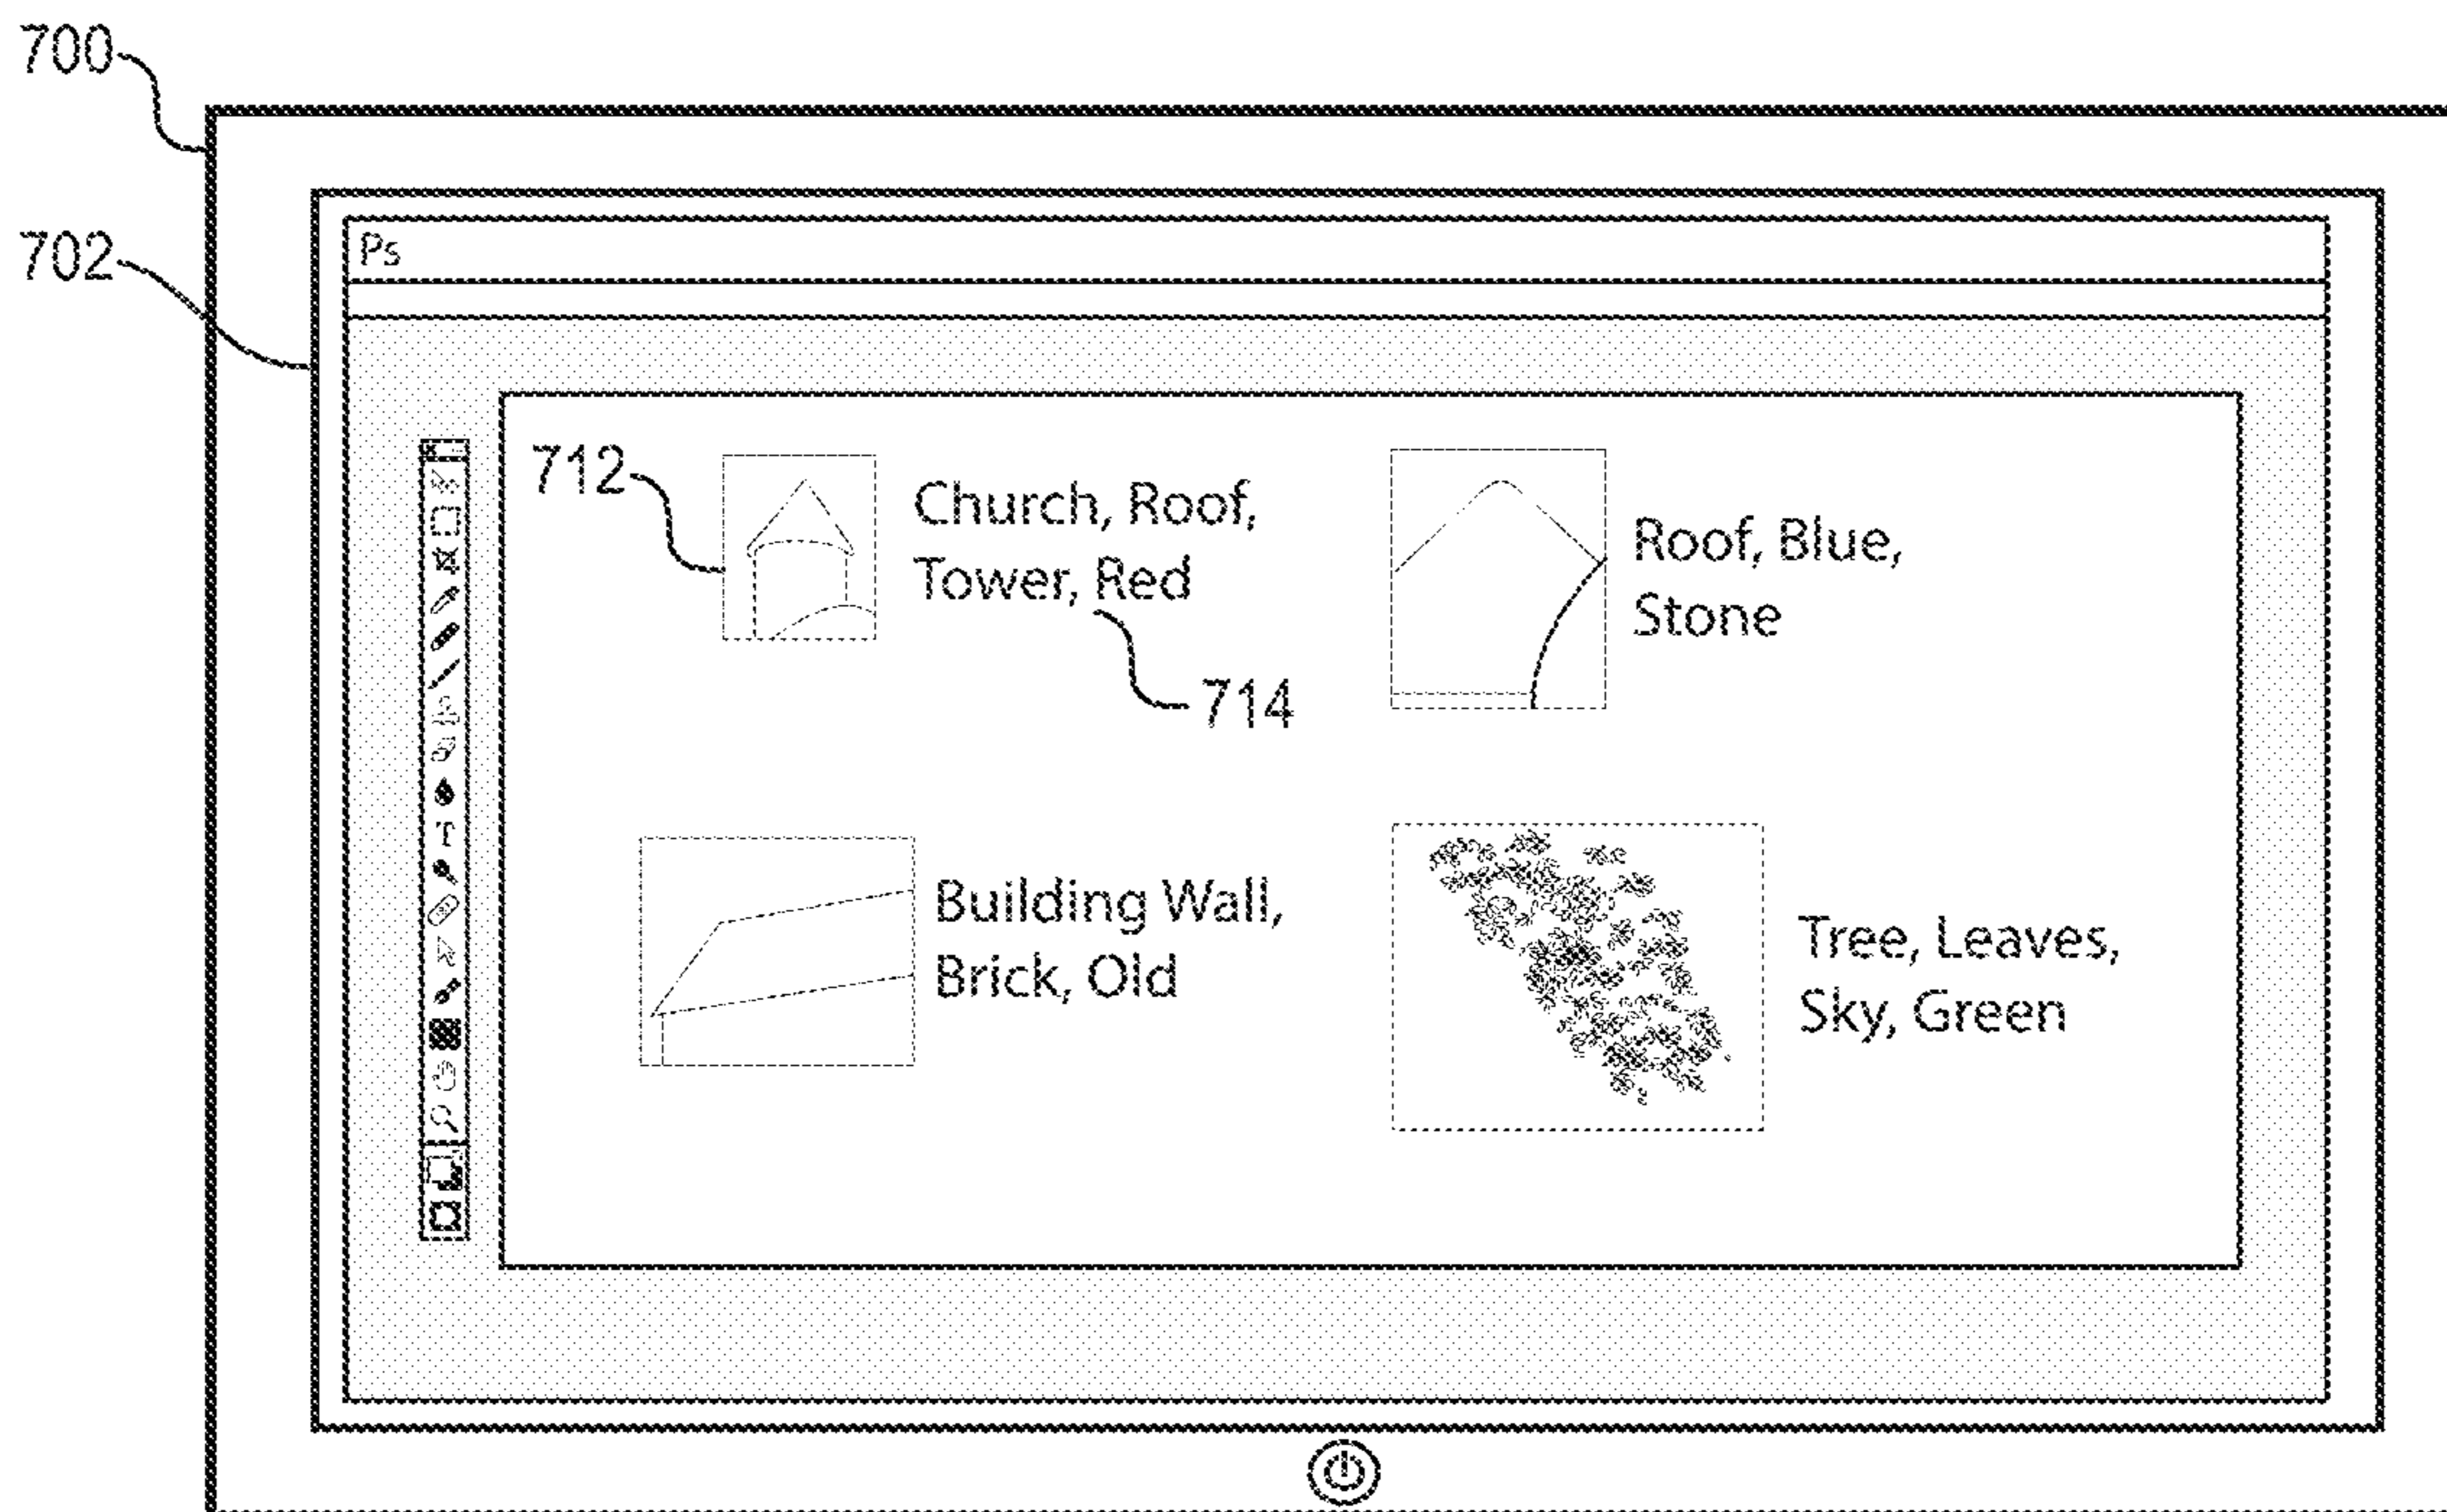 700
702
Ps
712
Church, Roof,
Tower, Red
714
Roof, Blue,
Stone
Building Wall,
Brick, Old
Tree, Leaves,
Sky, Green
T